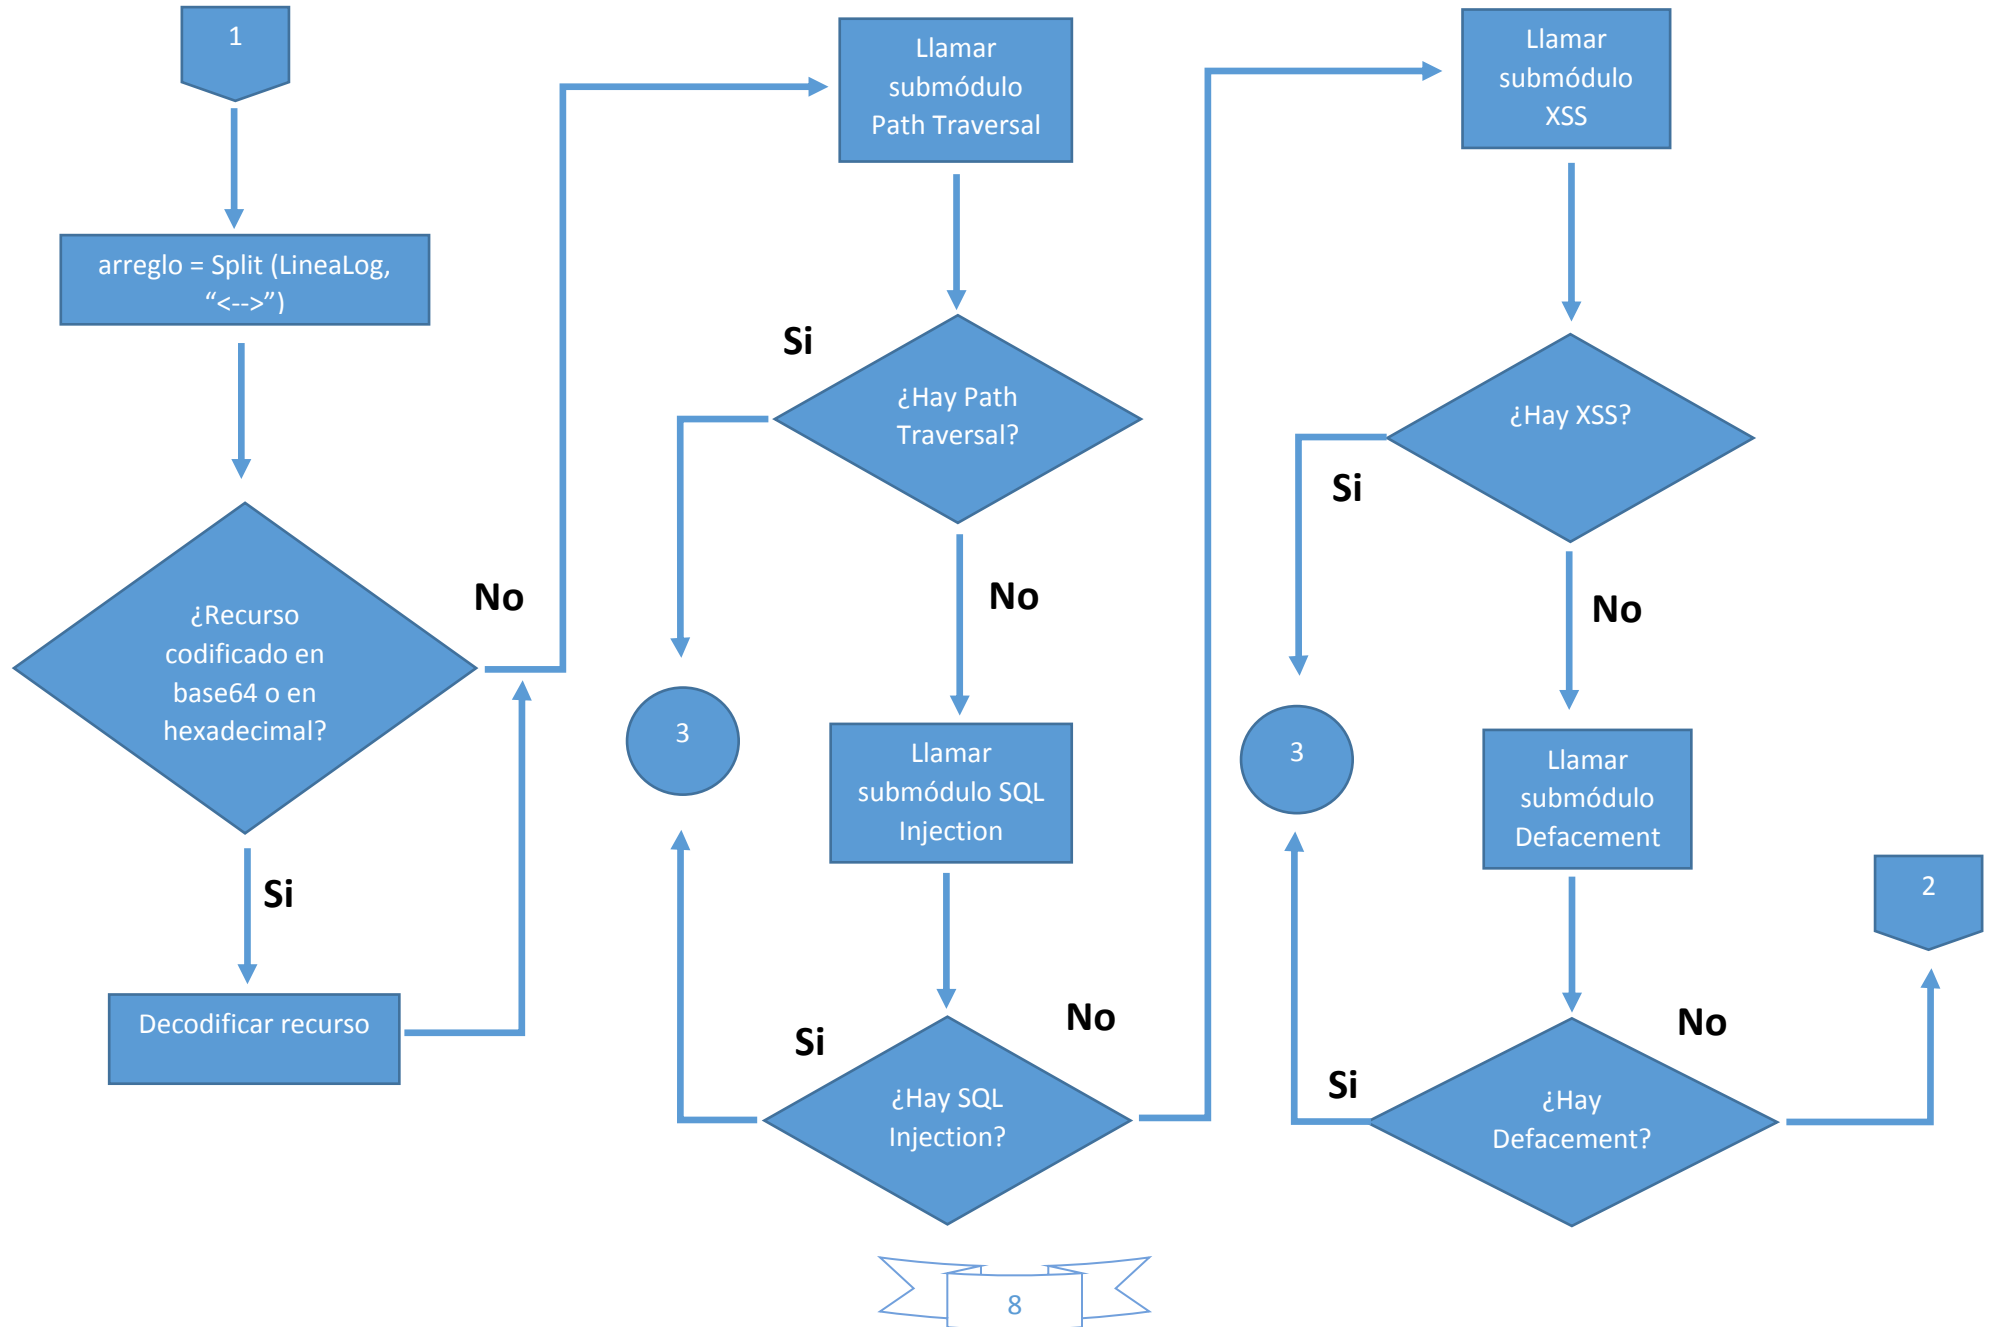 1
arreglo = Split (LineaLog,
“<-->”)
¿Recurso
codificado en
base64 o en
hexadecimal?
No
Si
Decodificar recurso
Llamar
submódulo
Path Traversal
Si
¿Hay Path
Traversal?
No
3
Llamar
submódulo SQL
Injection
Si
No
¿Hay SQL
Injection?
Llamar
submódulo
XSS
¿Hay XSS?
Si
No
3
Llamar
submódulo
Defacement
2
No
Si
¿Hay
Defacement?
8